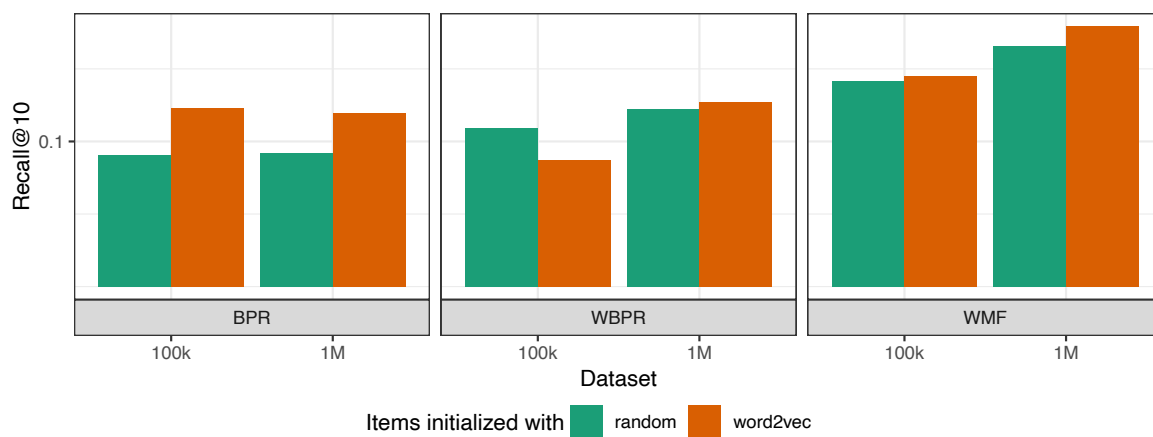 Recall@10
0.1
BPR
WBPR
WMF
100k
1M
100k
1M
100k
1M
Dataset
Items initialized with random word2vec